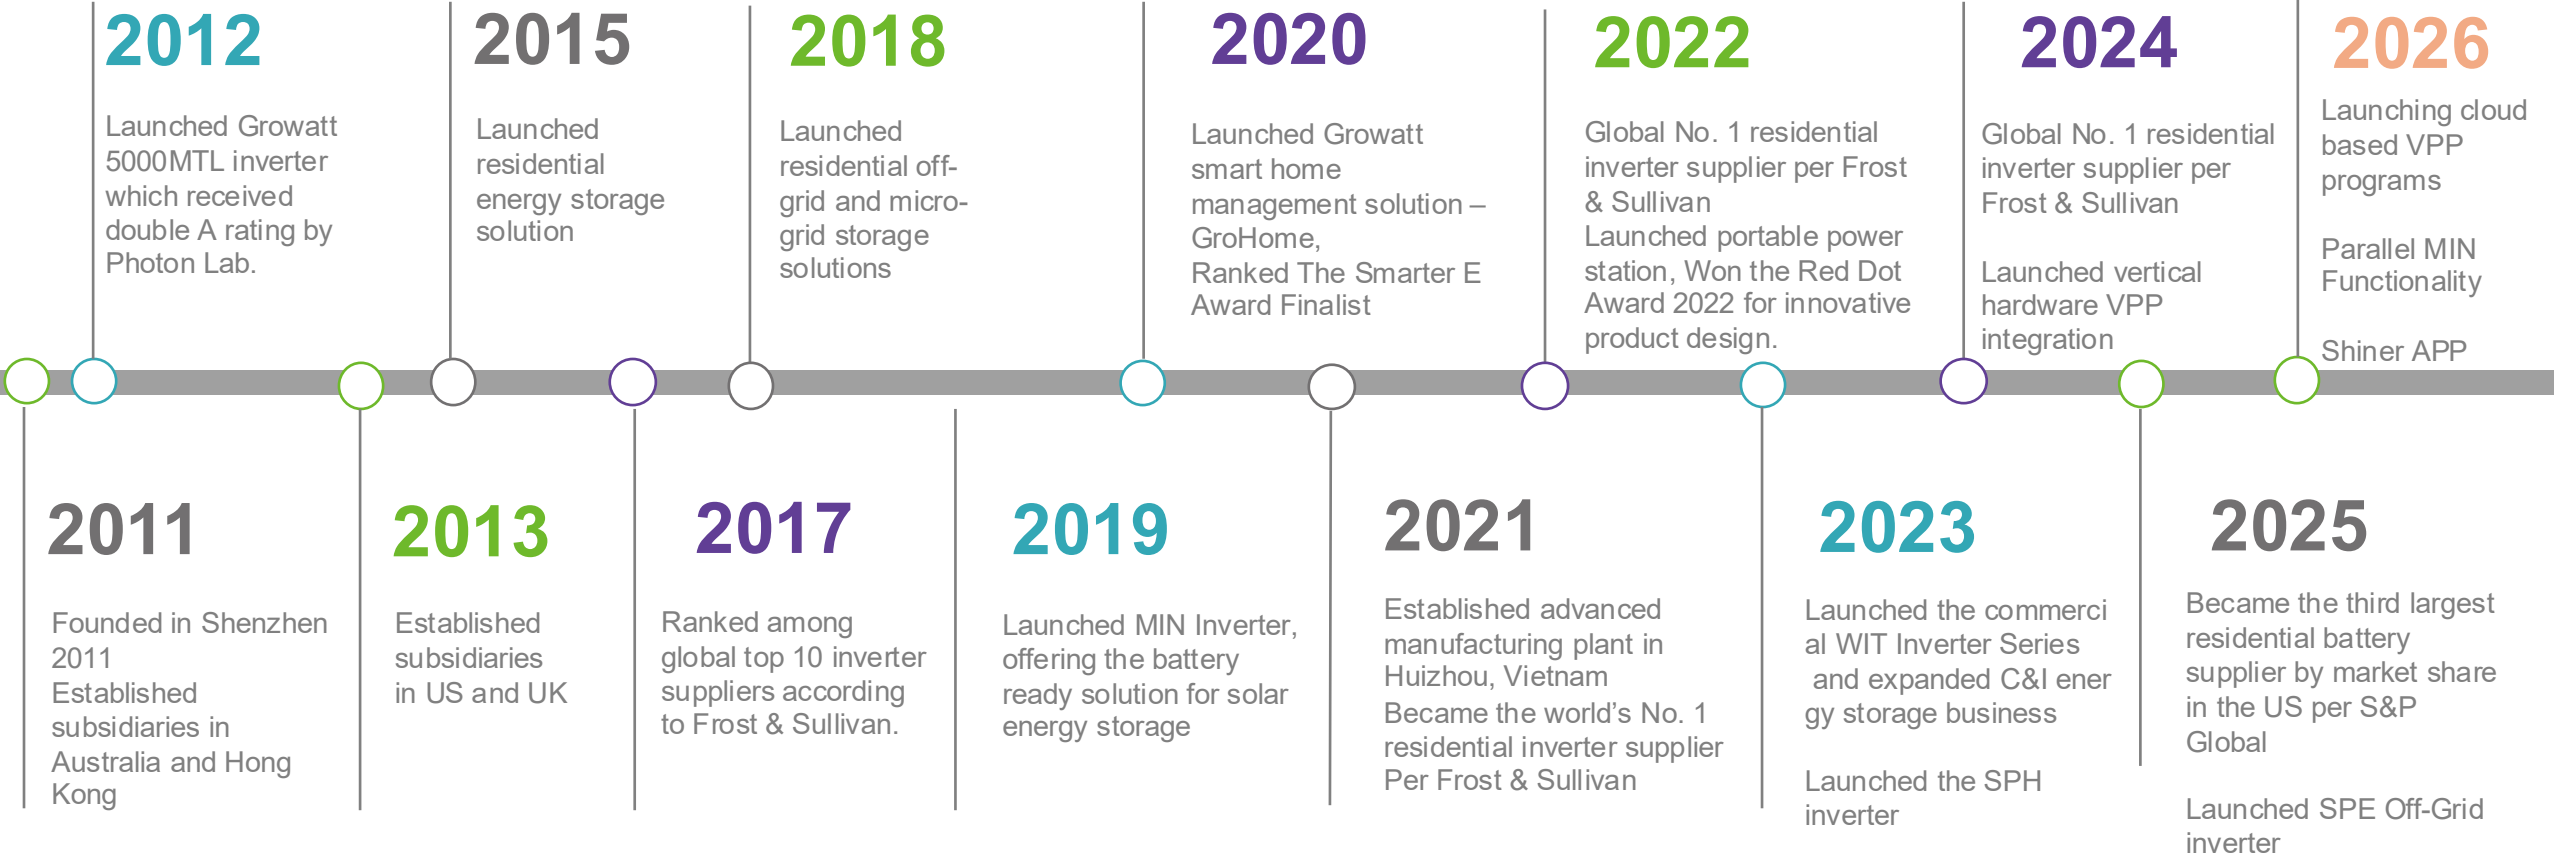 2012
Launched Growatt
5000MTL inverter
which received
double A rating by
Photon Lab.
2015
Launched
residential
energy storage
solution
2018
Launched
residential off-
grid and micro-
grid storage
solutions
2020
Launched Growatt
smart home
management solution –
GroHome,
Ranked The Smarter E
Award Finalist
2022
Global No. 1 residential
inverter supplier per Frost
& Sullivan
Launched portable power
station, Won the Red Dot
Award 2022 for innovative
product design.
2024
Global No. 1 residential
inverter supplier per
Frost & Sullivan
Launched vertical
hardware VPP
integration
2026
Launching cloud
based VPP
programs
Parallel MIN
Functionality
Shiner APP
2011
Founded in Shenzhen
2011
Established
subsidiaries in
Australia and Hong
Kong
2013
Established
subsidiaries
in US and UK
2017
Ranked among
global top 10 inverter
suppliers according
to Frost & Sullivan.
2019
Launched MIN Inverter,
offering the battery
ready solution for solar
energy storage
2021
Established advanced
manufacturing plant in
Huizhou, Vietnam
Became the world’s No. 1
residential inverter supplier
Per Frost & Sullivan
2023
Launched the commerci
al WIT Inverter Series
and expanded C&I ener
gy storage business
Launched the SPH
inverter
2025
Became the third largest
residential battery
supplier by market share
in the US per S&P
Global
Launched SPE Off-Grid
inverter